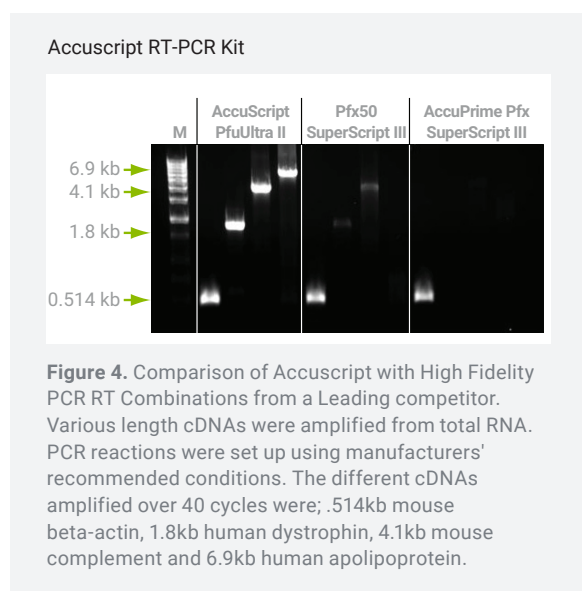 Accuscript RT-PCR Kit
M
AccuScript
PfuUltra II
Pfx50
SuperScript III
AccuPrime Pfx
SuperScript III
6.9 kb
4.1 kb
1.8 kb
0.514 kb
Figure 4. Comparison of Accuscript with High Fidelity
PCR RT Combinations from a Leading competitor.
Various length cDNAs were amplified from total RNA.
PCR reactions were set up using manufacturers'
recommended conditions. The different cDNAs
amplified over 40 cycles were; .514kb mouse
beta-actin, 1.8kb human dystrophin, 4.1kb mouse
complement and 6.9kb human apolipoprotein.